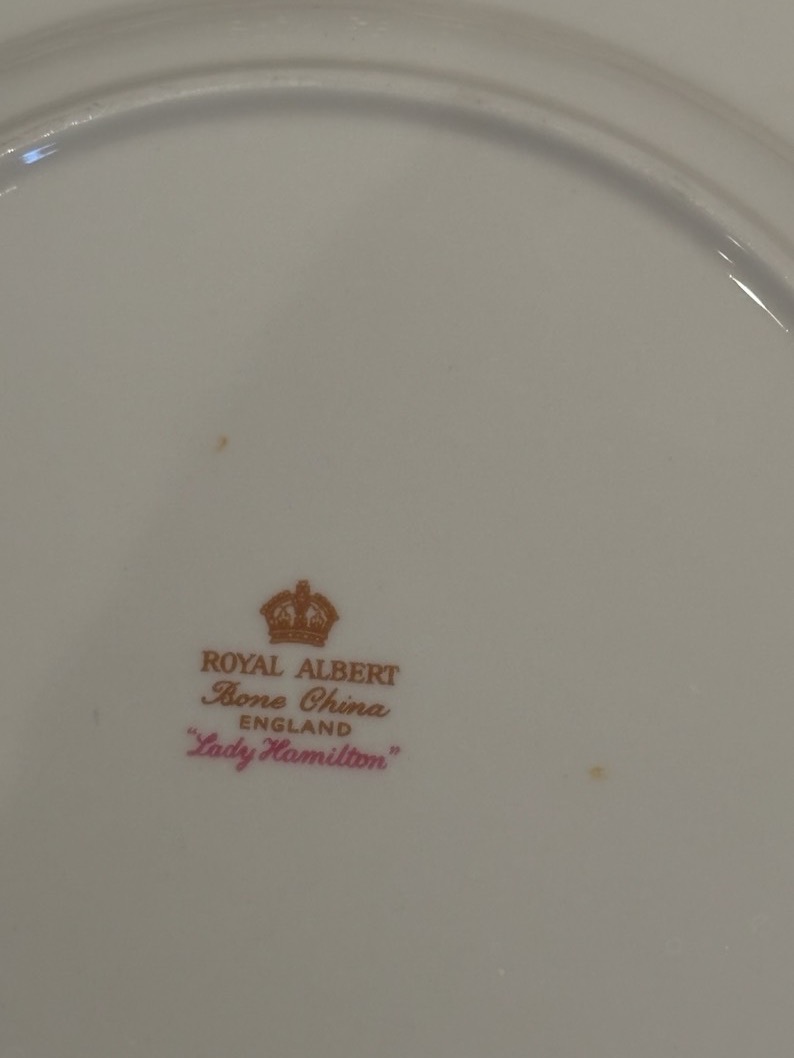 ROYAL ALBERT
Bone China
ENGLAND
"Lady Hamilton"